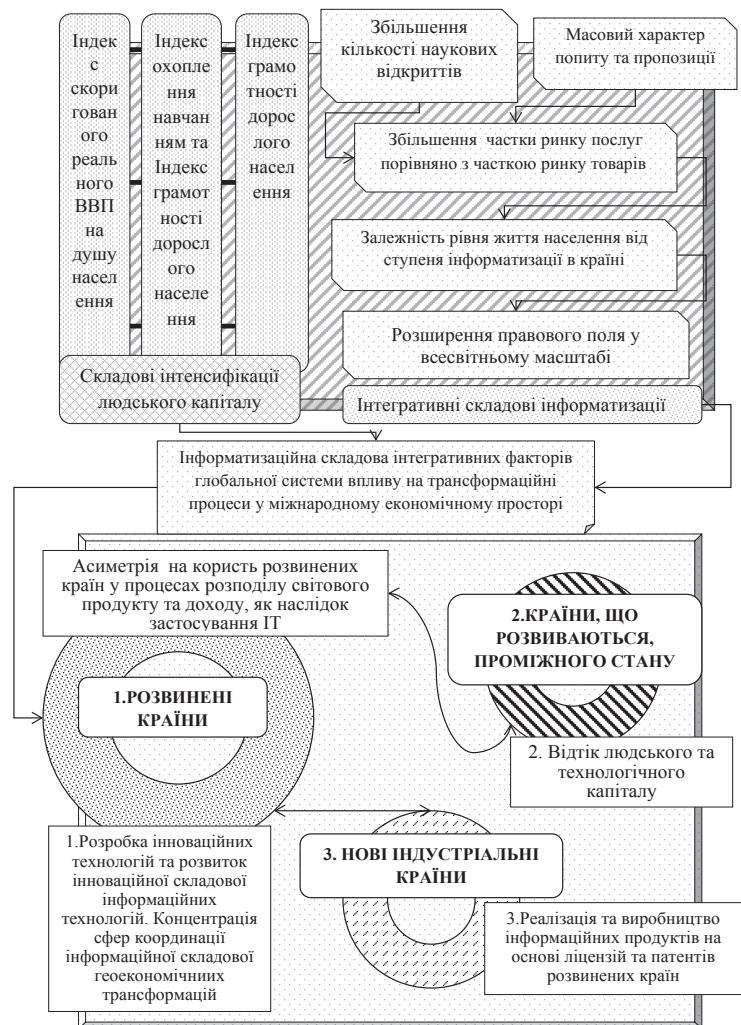 Індек
с
скори
гован
ого
реаль
ного
ВВП
на
душу
насел
ення
Індекс
охопле
ння
навчан
ням та
Індекс
грамот
ності
доросл
ого
населе
ння
Індекс
грамо
тності
дорос
лого
насел
ення
Збільшення
кількості наукових
відкриттів
Масовий характер
попиту та пропозиції
Збільшення частки ринку послуг
порівняно з часткою ринку товарів
Залежність рівня життя населення від
ступеня інформатизації в країні
Розширення правового поля у
всесвітньому масштабі
Складові інтенсифікації
людського капіталу
Інтегративні складові інформатизації
Інформатизаційна складова інтегративних факторів
глобальної системи впливу на трансформаційні
процеси у міжнародному економічному просторі
Асиметрія на користь розвинених
країн у процесах розподілу світового
продукту та доходу, як наслідок
застосування ІТ
2.КРАЇНИ, ЩО
РОЗВИВАЮТЬСЯ,
ПРОМІЖНОГО СТАНУ
1.РОЗВИНЕНІ
КРАЇНИ
2. Відтік людського та
технологічного
капіталу
1.Розробка інноваційних
технологій та розвиток
інноваційної складової
інформаційних
технологій. Концентрація
сфер координації
інформаційної складової
геоекономічниих
трансформацій
3. НОВІ ІНДУСТРІАЛЬНІ
КРАЇНИ
3.Реалізація та виробництво
інформаційних продуктів на
основі ліцензій та патентів
розвинених країн